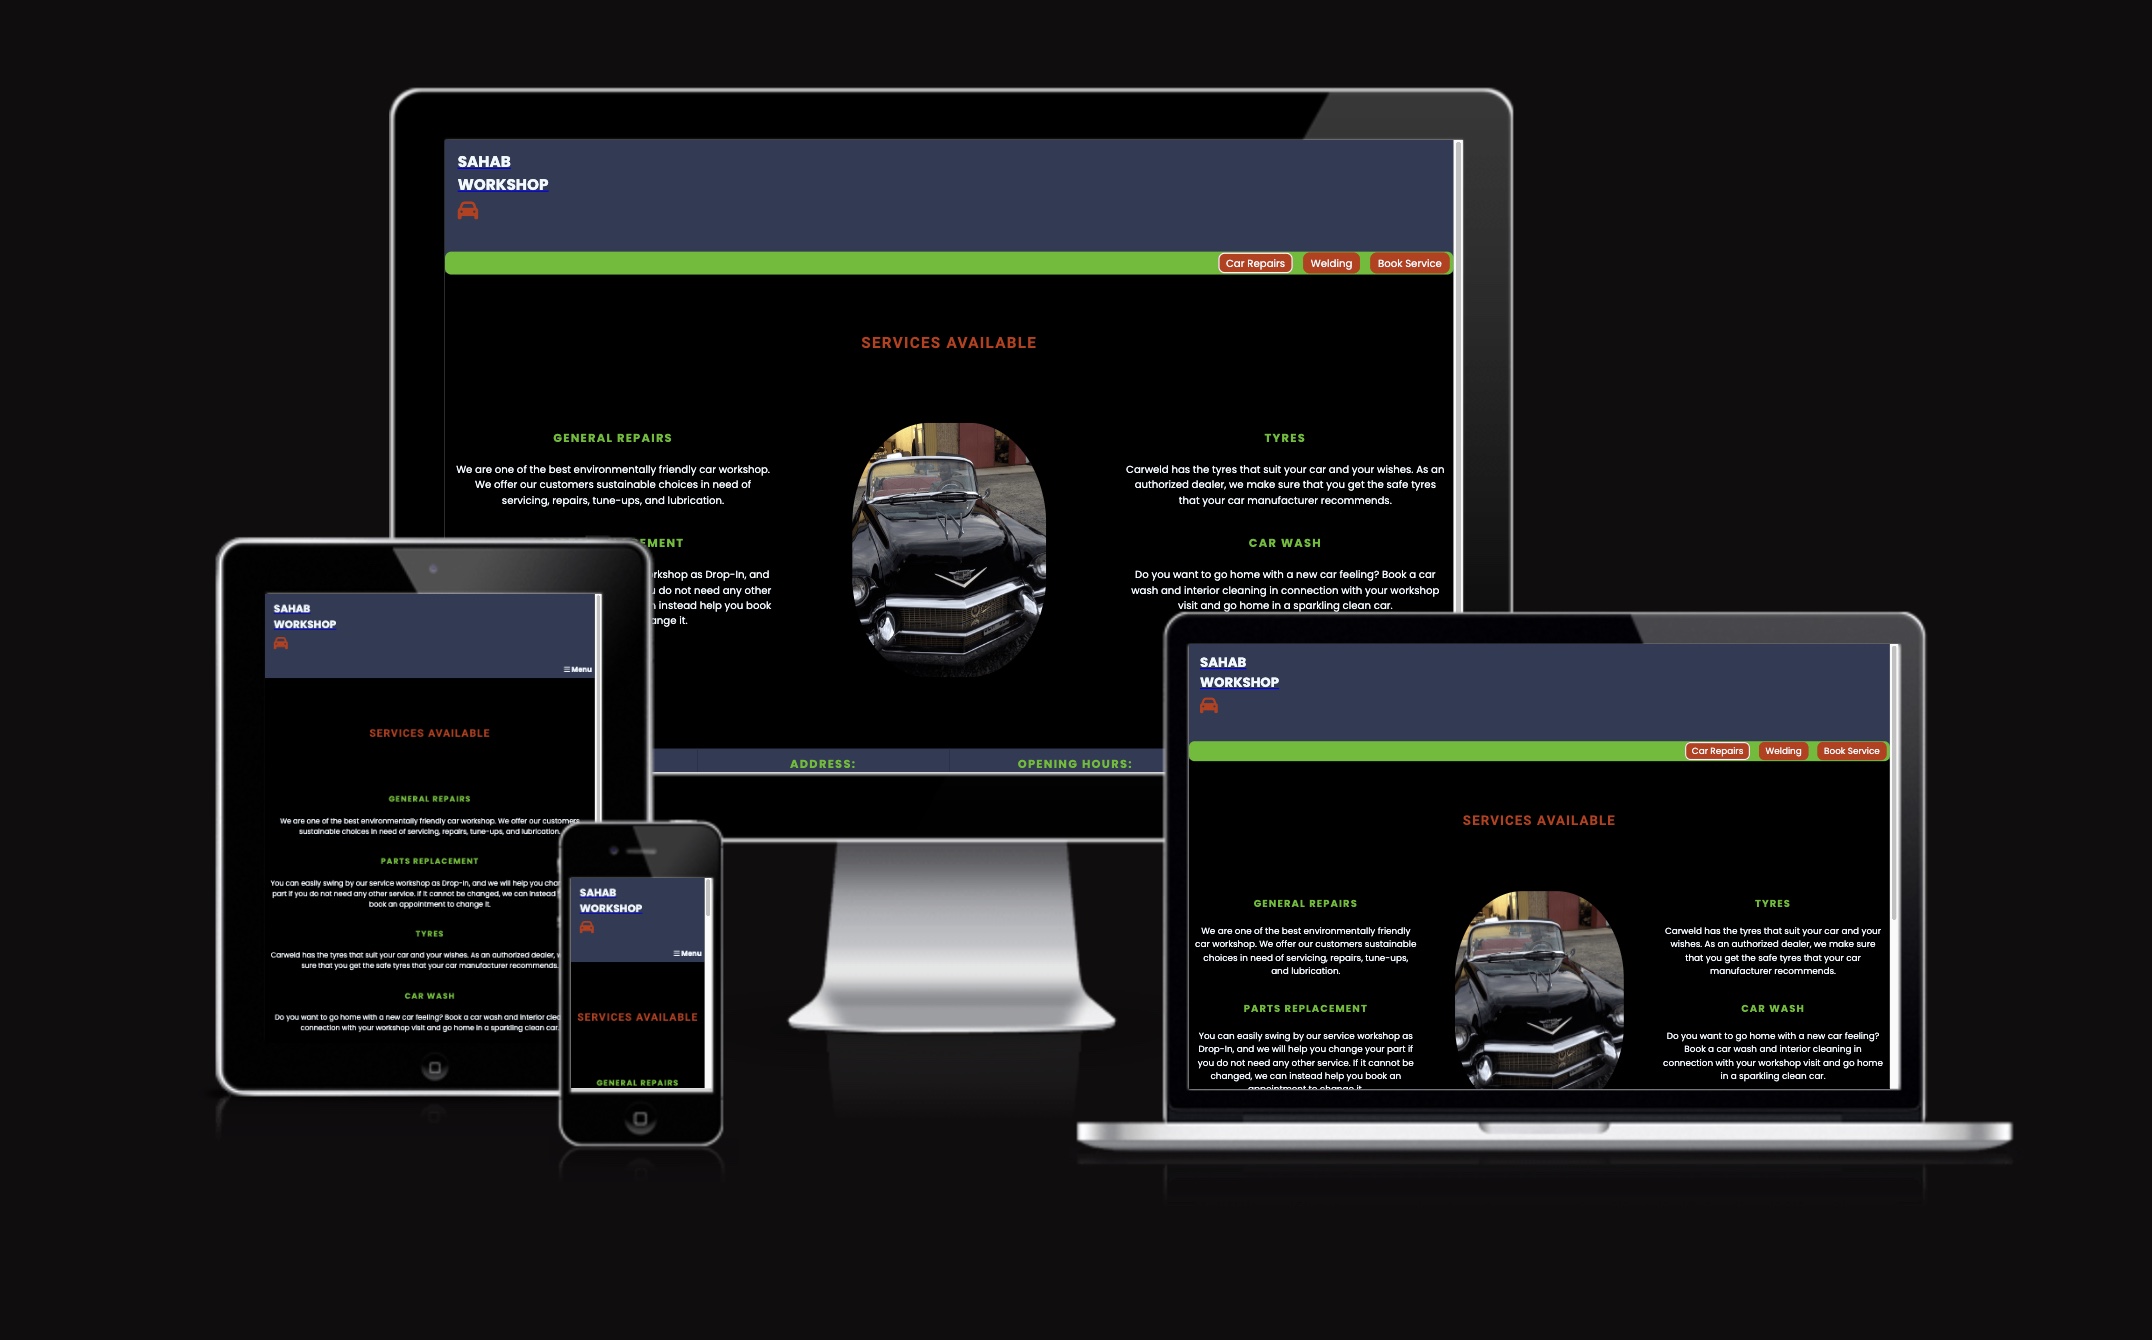 SAHAB
WORKSHOP
Car Repairs
Welding
Book Service
SERVICES AVAILABLE
GENERAL REPAIRS
We are one of the best environmentally friendly car workshop.
We offer our customers sustainable choices in need of
servicing, repairs, tune-ups, and lubrication.
EMENT
rkshop as Drop-In, and
do not need any other
instead help you book
ange it.
TYRES
Carweld has the tyres that suit your car and your wishes. As an
authorized dealer, we make sure that you get the safe tyres
that your car manufacturer recommends.
CAR WASH
Do you want to go home with a new car feeling? Book a car
wash and interior cleaning in connection with your workshop
visit and go home in a sparkling clean car.
ADDRESS:
OPENING HOURS:
SAHAB
WORKSHOP
Menu
SERVICES AVAILABLE
GENERAL REPAIRS
We are one of the best environmentally friendly car workshop. We offer our customers
sustainable choices in need of servicing, repairs, tune-ups, and lubrication.
PARTS REPLACEMENT
You can easily swing by our service workshop as Drop-In, and we will help you cha
part if you do not need any other service. If it cannot be changed, we can instead
book an appointment to change it.
TYRES
Carweld has the tyres that suit your car and your wishes. As an authorized dealer,
sure that you get the safe tyres that your car manufacturer recommends.
CAR WASH
Do you want to go home with a new car feeling? Book a car wash and interior clea
connection with your workshop visit and go home in a sparkling clean car.
SAHAB
WORKSHOP
Menu
SERVICES AVAILABLE
GENERAL REPAIRS
SAHAB
WORKSHOP
Car Repairs
Welding
Book Service
SERVICES AVAILABLE
GENERAL REPAIRS
We are one of the best environmentally friendly
car workshop. We offer our customers sustainable
choices in need of servicing, repairs, tune-ups,
and lubrication.
PARTS REPLACEMENT
You can easily swing by our service workshop as
Drop-In, and we will help you change your part if
you do not need any other service. If it cannot be
changed, we can instead help you book an
appointment to change it.
TYRES
Carweld has the tyres that suit your car and your
wishes. As an authorized dealer, we make sure
that you get the safe tyres that your car
manufacturer recommends.
CAR WASH
Do you want to go home with a new car feeling?
Book a car wash and interior cleaning in
connection with your workshop visit and go home
in a sparkling clean car.